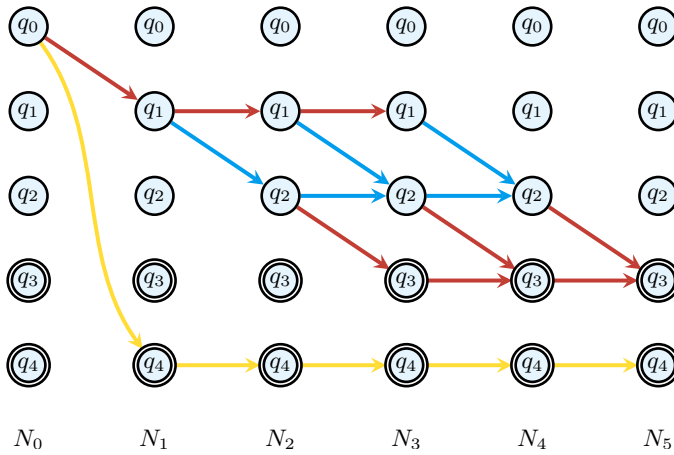 q0 q0 q0 q0 q0 q0
q1 q1 q1 q1 q1 q1
q2 q2 q2 q2 q2 q2
q3 q3 q3 q3 q3 q3
q4 q4 q4 q4 q4 q4
N0 N1 N2 N3 N4 N5